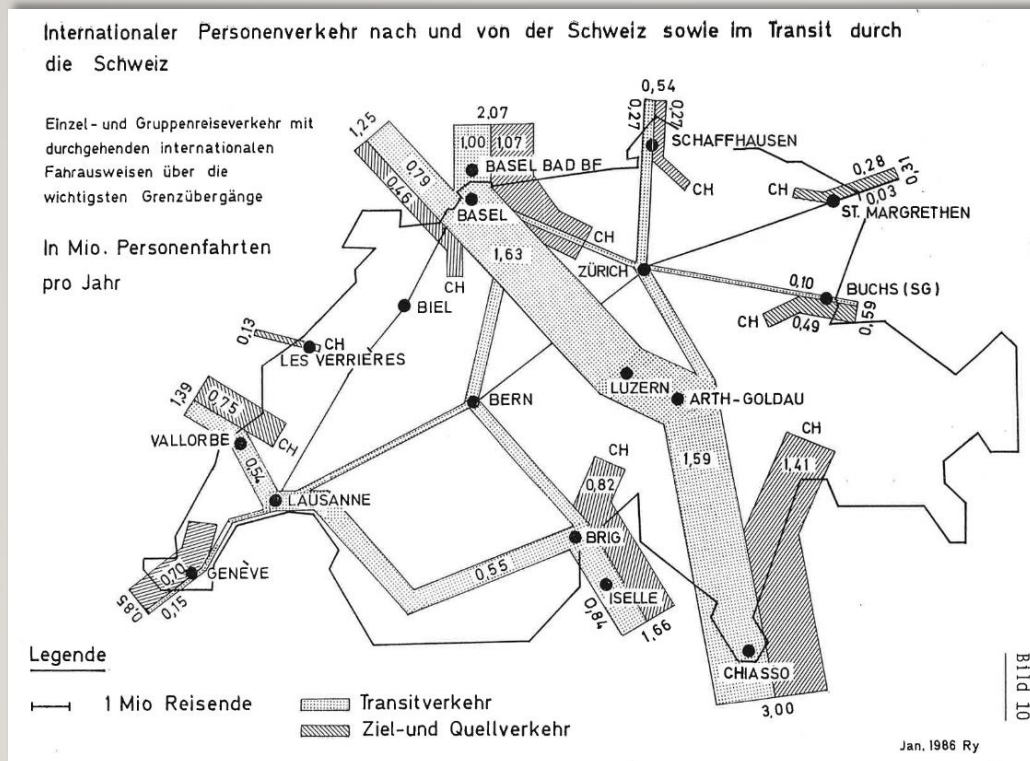 Internationaler Personenverkehr nach und von der Schweiz sowie im Transit durch
die Schweiz
Einzel- und Gruppenreiseverkehr mit
durchgehenden internationalen
Fahrausweisen über die
wichtigsten Grenzübergänge
In Mio. Personenfahrten
pro Jahr
1,25
0,79
0,46
CH
2,07
1,00
1,07
BASEL BAD BF
BASEL
CH
1,63
0,54
0,27
0,27
SCHAFFHAUSEN
CH
0,28
0,31
0,03
CH
ST. MARGRETHEN
ZÜRICH
0,10
BUCHS (SG)
CH
0,49
0,59
BIEL
0,13
CH
LES VERRIÈRES
LUZERN
ARTH-GOLDAU
BERN
1,39
0,75
CH
VALLORBE
0,54
LAUSANNE
1,59
CH
1,41
CH
0,82
BRIG
0,55
ISELLE
0,84
1,66
0,70
GENÈVE
0,85
0,15
CHIASSO
3,00
Legende
1 Mio Reisende
Transitverkehr
Ziel-und Quellverkehr
Bild 10
Jan. 1986 Ry